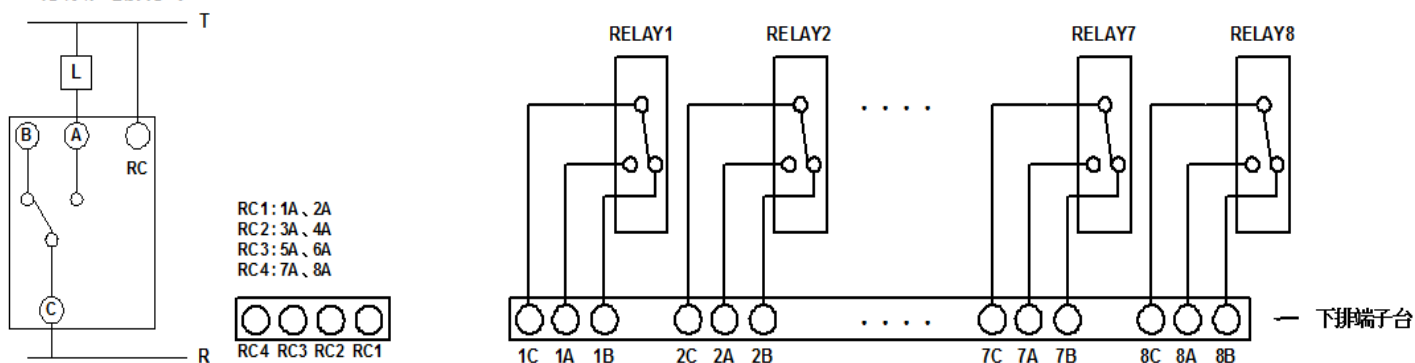 T
L
B A
RC
C
R
RC1:1A、2A
RC2:3A、4A
RC3:5A、6A
RC4:7A、8A
RC4 RC3 RC2 RC1
RELAY1 RELAY2 RELAY7 RELAY8
. . . .
. . . .
1C 1A 1B 2C 2A 2B 7C 7A 7B 8C 8A 8B
下排端子台